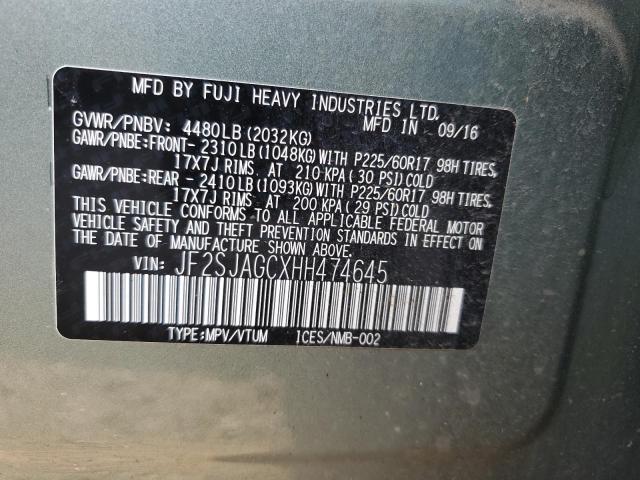 MFD BY FUJI HEAVY INDUSTRIES LTD.
GVWR/PNBV: 4480LB(2032KG) MFD IN 09/16
GAWR/PNBE:FRONT- 2310LB(1048KG)WITH P225/60R17 98H TIRES,
17X7J RIMS, AT 210KPA(30 PSI)COLD
GAWR/PNBE:REAR - 2410LB(1093KG)WITH P225/60R17 98H TIRES,
17X7J RIMS, AT 200KPA(29 PSI)COLD
THIS VEHICLE CONFORMS TO ALL APPLICABLE FEDERAL MOTOR
VEHICLE SAFETY AND THEFT PREVENTION STANDARDS IN EFFECT ON
THE DATE OF MANUFACTURE SHOWN ABOVE.
VIN: JF2SJAGCXHH474645
TYPE:MPV/VTUM ICES/NMB-002